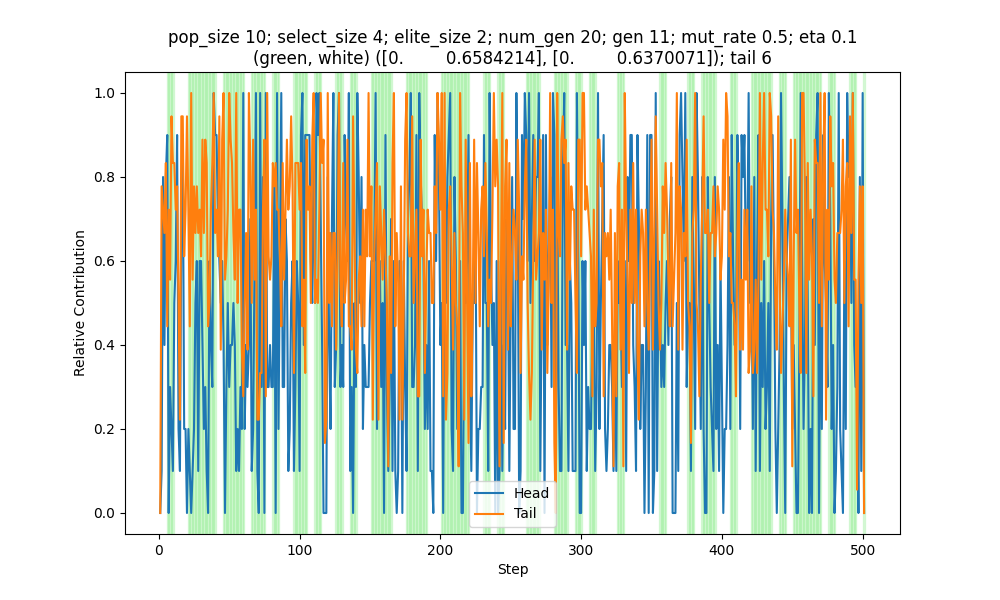 pop_size 10; select_size 4; elite_size 2; num_gen 20; gen 11; mut_rate 0.5; eta 0.1
(green, white) ([0. 0.6584214], [0. 0.6370071]); tail 6
1.0
0.8
0.6
0.4
0.2
0.0
Relative Contribution
Head
Tail
0 100 200 300 400 500
Step